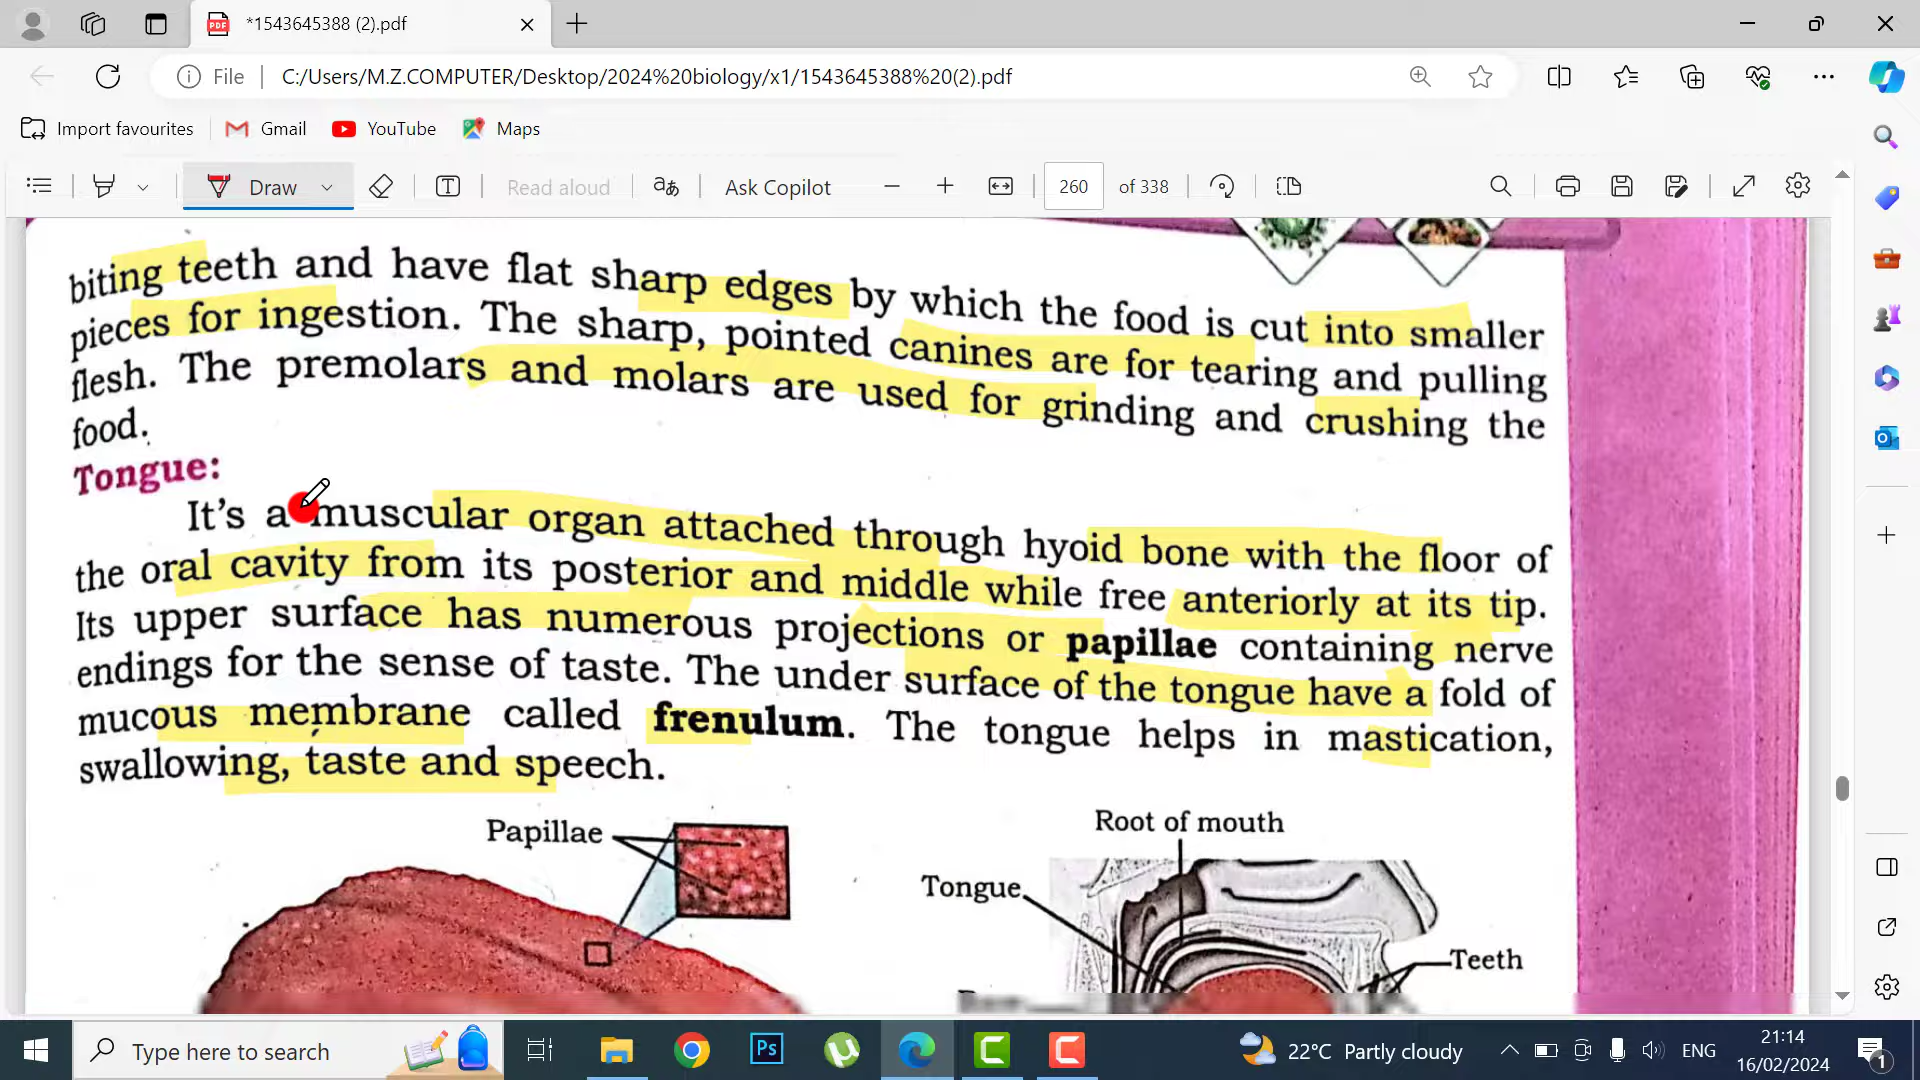 *1543645388 (2).pdf
File
C:/Users/M.Z.COMPUTER/Desktop/2024%20biology/x1/1543645388%20(2).pdf
Import favourites
Gmail
YouTube
Maps
Draw
Read aloud
Ask Copilot
260 of 338
biting teeth and have flat sharp edges by which the food is cut into smaller
pieces for ingestion. The sharp, pointed canines are for tearing and pulling
flesh. The premolars and molars are used for grinding and crushing the
food.
Tongue:
It's a muscular organ attached through hyoid bone with the floor of
the oral cavity from its posterior and middle while free anteriorly at its tip.
Its upper surface has numerous projections or papillae containing nerve
endings for the sense of taste. The under surface of the tongue have a fold of
mucous membrane called frenulum. The tongue helps in mastication,
swallowing, taste and speech.
Papillae
Root of mouth
Tongue
Teeth
Type here to search
Ps
22°C Partly cloudy
ENG
21:14
16/02/2024
1